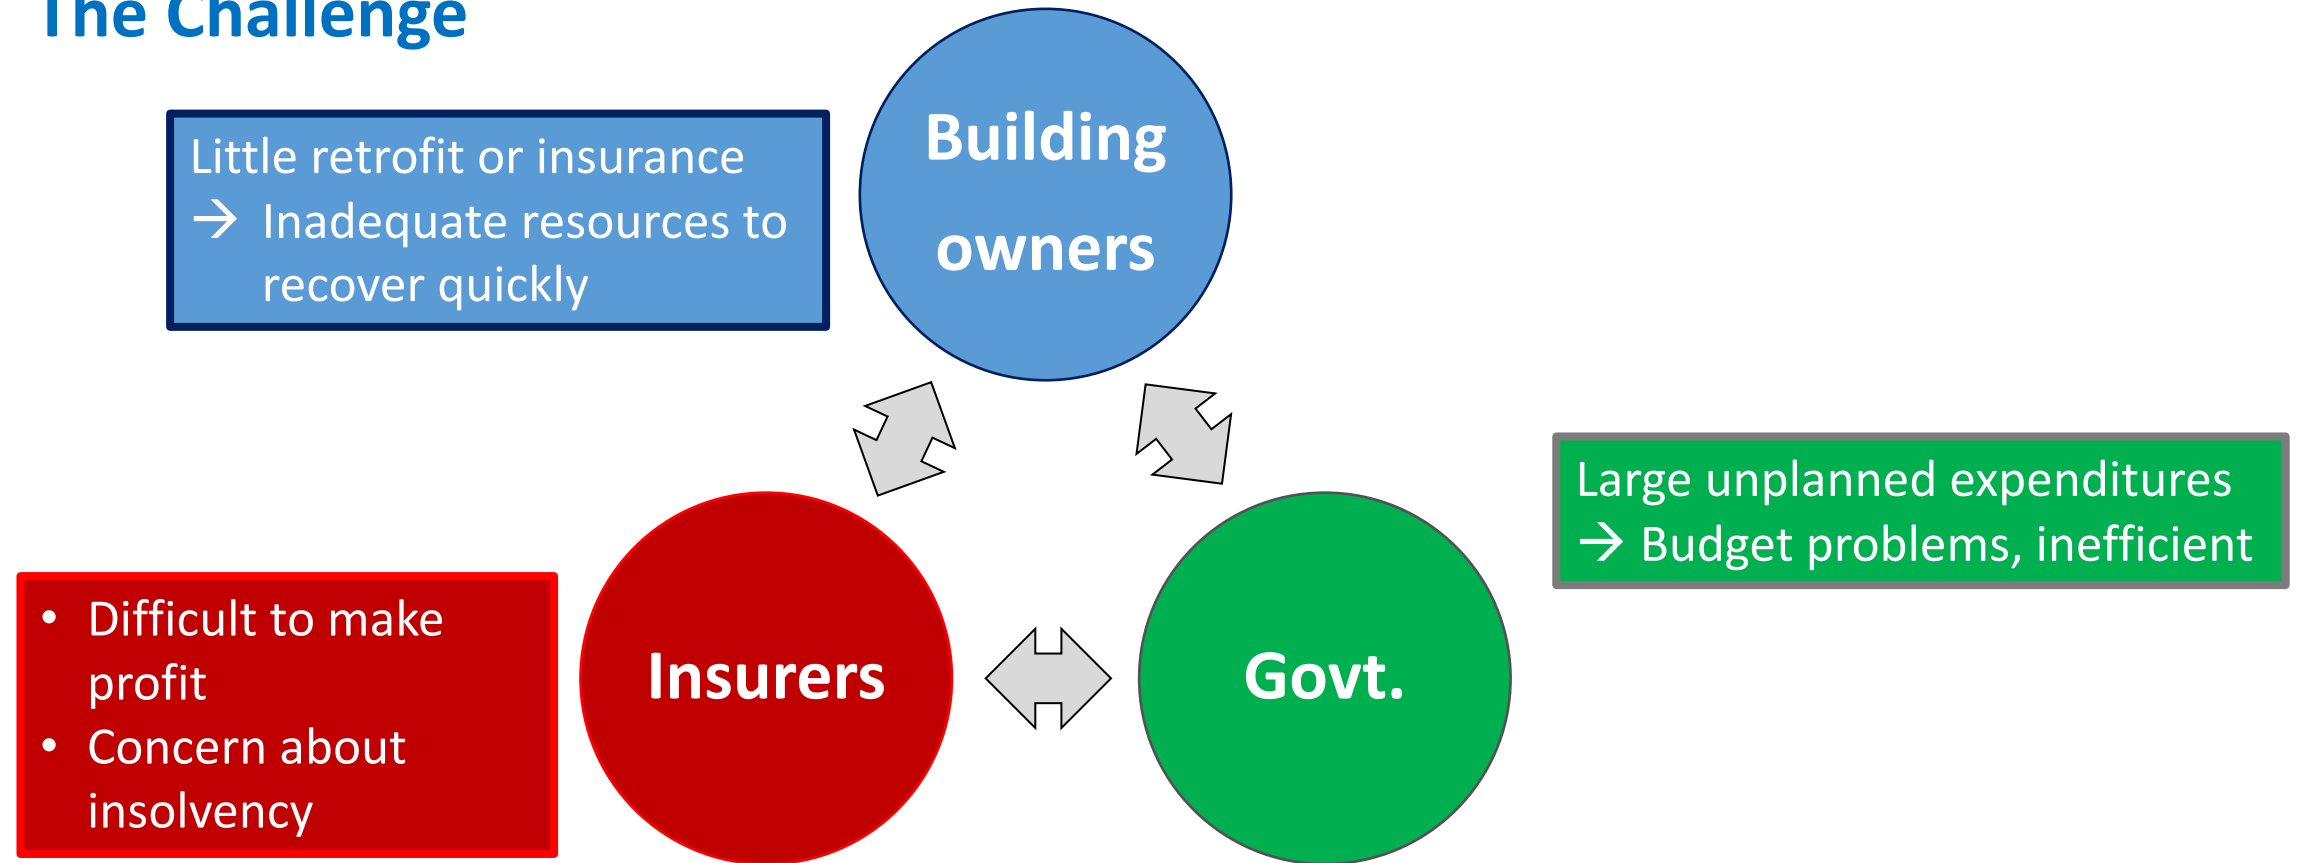 The Challenge
Building
owners
Little retrofit or insurance
→ Inadequate resources to
recover quickly
Large unplanned expenditures
→ Budget problems, inefficient
Insurers
Govt.
• Difficult to make
profit
• Concern about
insolvency